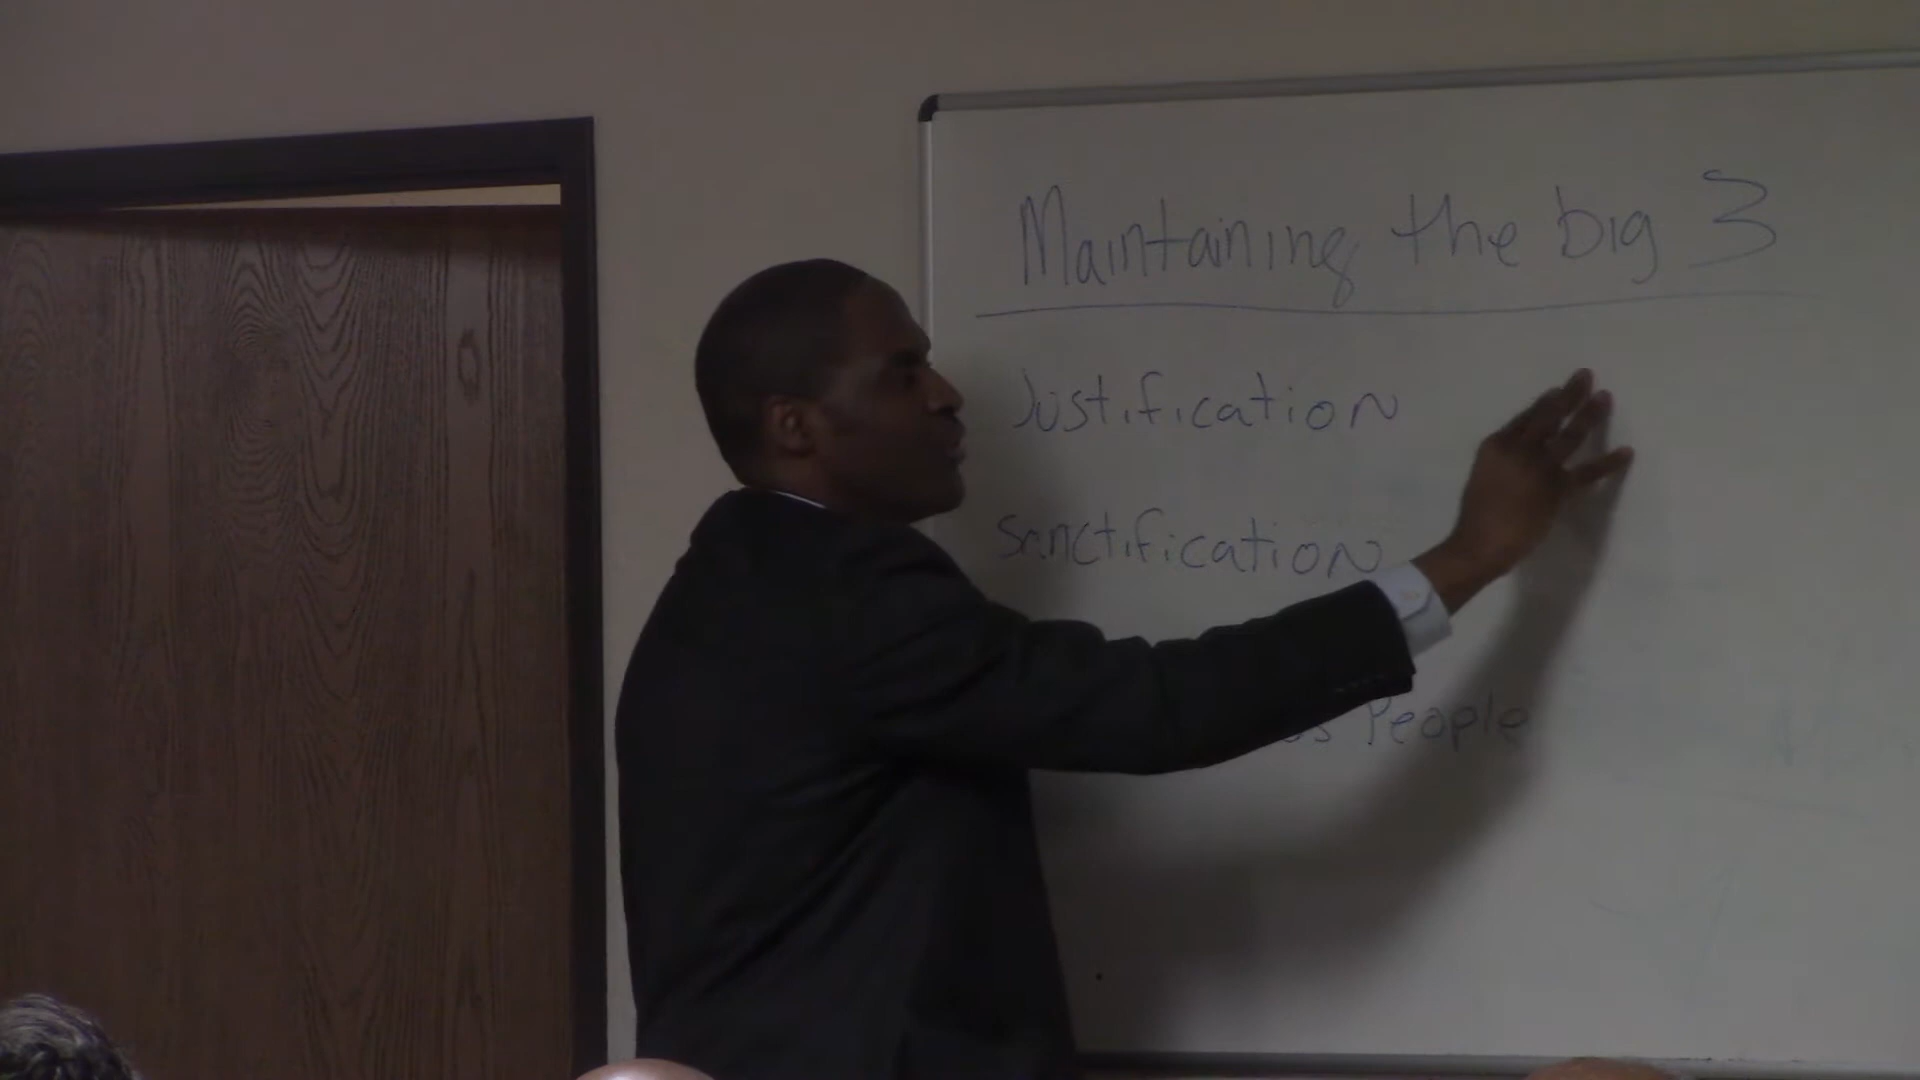 Maintaining the big 3
Justification
Sanctification
People